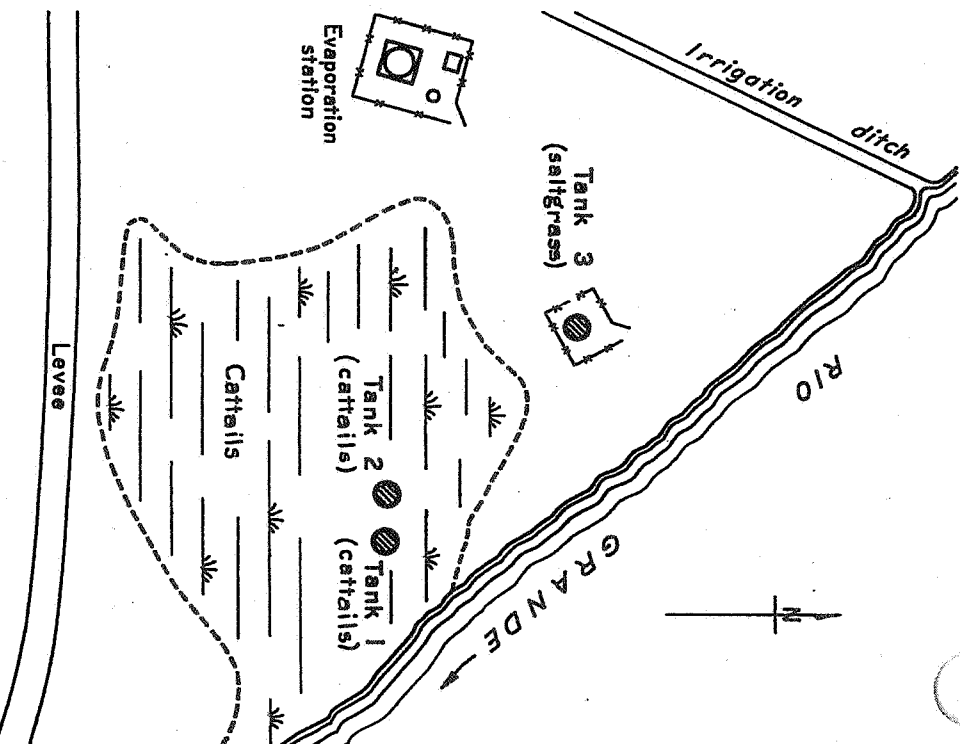 Irrigation ditch
Evaporation
station
Tank 3
(saltgrass)
RIO GRANDE
N
Tank 2
(cattails)
Tank 1
(cattails)
Cattails
Levee